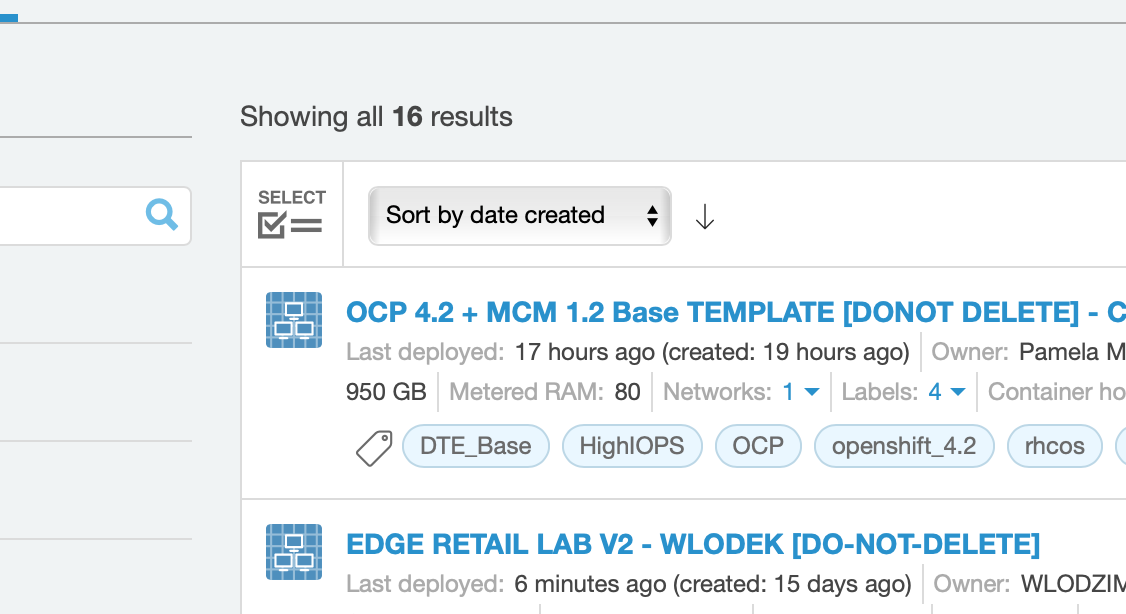 Showing all 16 results
SELECT
Sort by date created
OCP 4.2 + MCM 1.2 Base TEMPLATE [DONOT DELETE] - C
Last deployed: 17 hours ago (created: 19 hours ago) Owner: Pamela M
950 GB Metered RAM: 80 Networks: 1 Labels: 4 Container ho
DTE_Base HighIOPS OCP openshift_4.2 rhcos
EDGE RETAIL LAB V2 - WLODEK [DO-NOT-DELETE]
Last deployed: 6 minutes ago (created: 15 days ago) Owner: WLODZIM